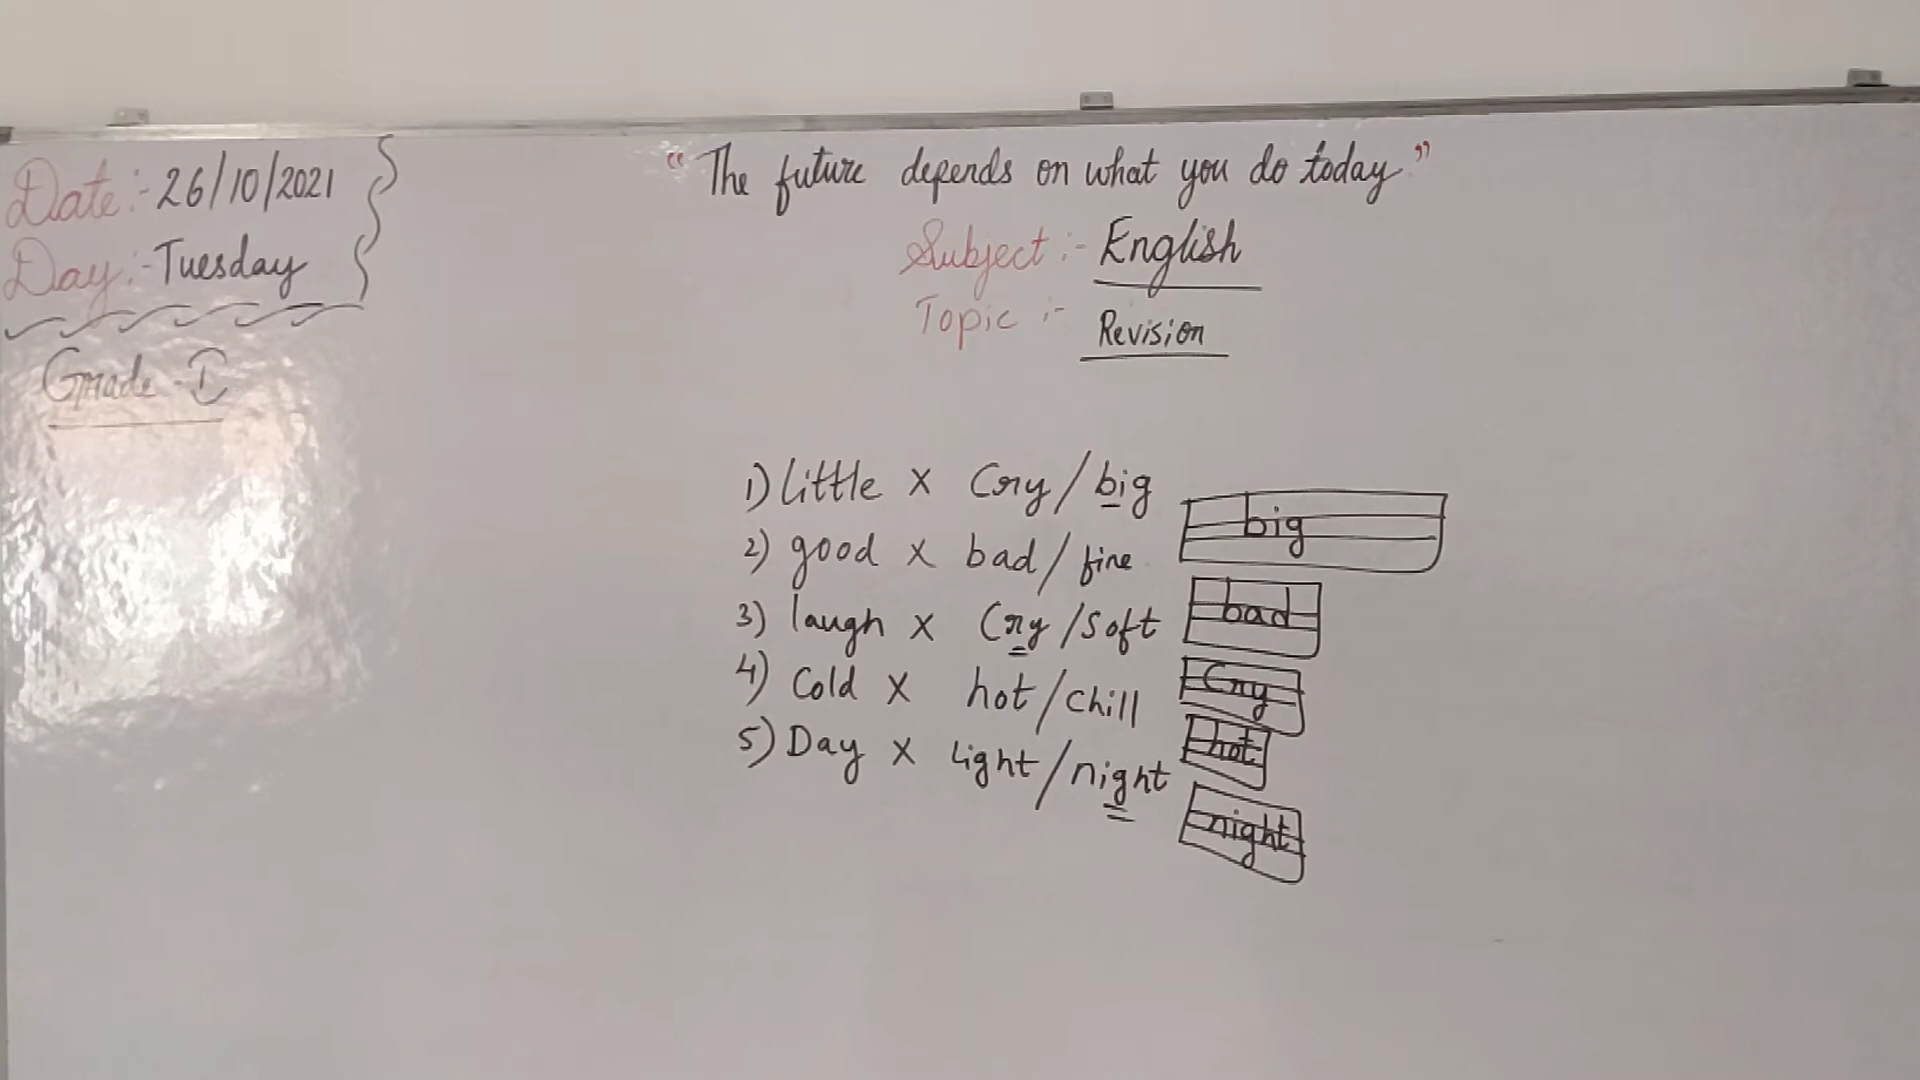 Date:- 26/10/2021
Day:- Tuesday
Grade - I
"The future depends on what you do today"
Subject :- English
Topic :- Revision
1) little x Cry / big big
2) good x bad / fine bad
3) laugh x Cry / Soft Cry
4) Cold x hot / Chill hot
5) Day x Light / night night